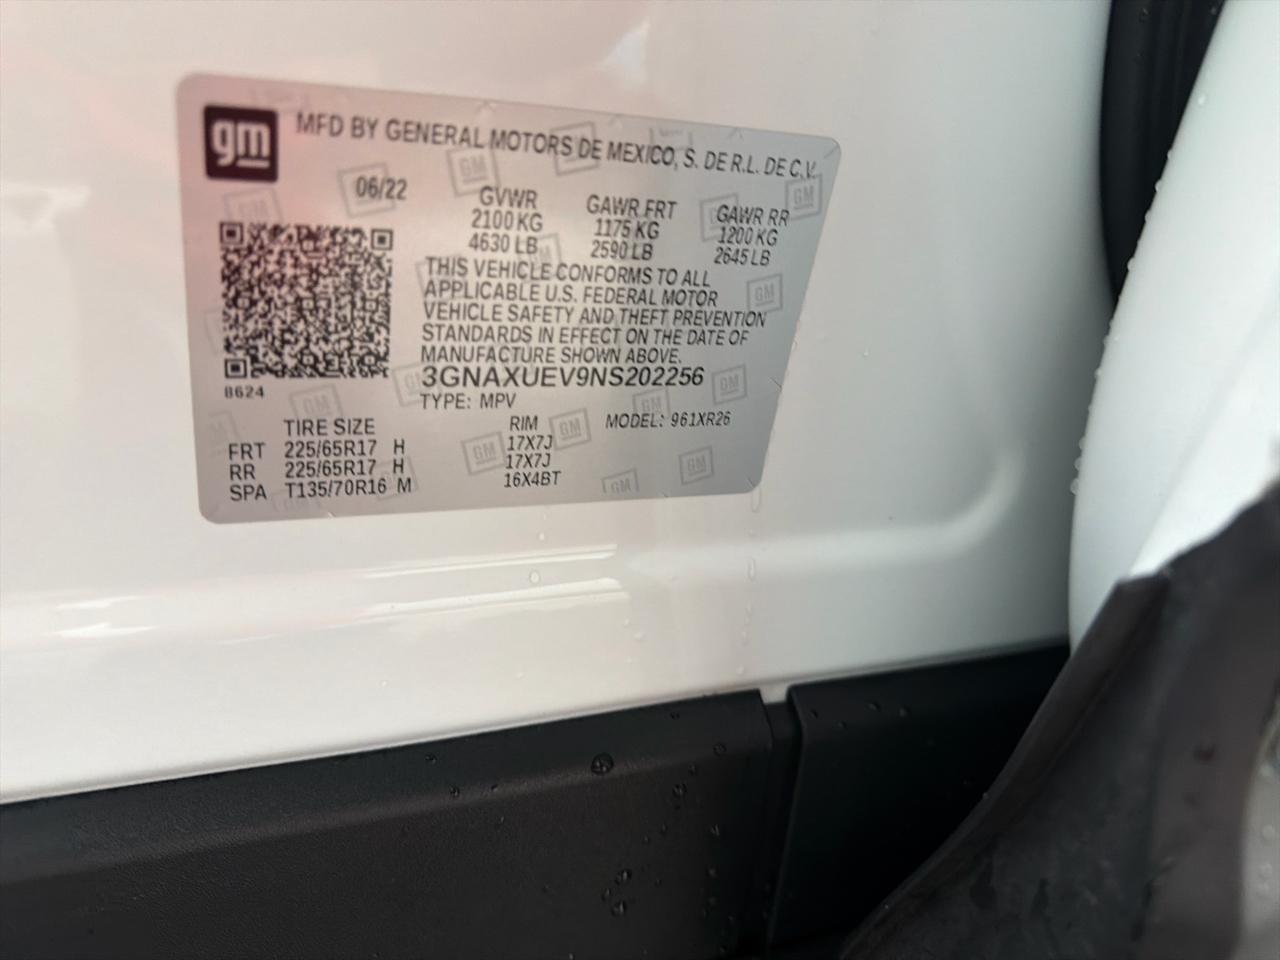 gm MFD BY GENERAL MOTORS DE MEXICO, S. DE R.L. DE C.V.
06/22
GVWR GAWR FRT GAWR RR
2100 KG 1175 KG 1200 KG
4630 LB 2590 LB 2645 LB
THIS VEHICLE CONFORMS TO ALL
APPLICABLE U.S. FEDERAL MOTOR
VEHICLE SAFETY AND THEFT PREVENTION
STANDARDS IN EFFECT ON THE DATE OF
MANUFACTURE SHOWN ABOVE.
3GNAXUEV9NS202256
8624
TYPE: MPV
MODEL: 961XR26
TIRE SIZE RIM
FRT 225/65R17 H 17X7J
RR 225/65R17 H 17X7J
SPA T135/70R16 M 16X4BT